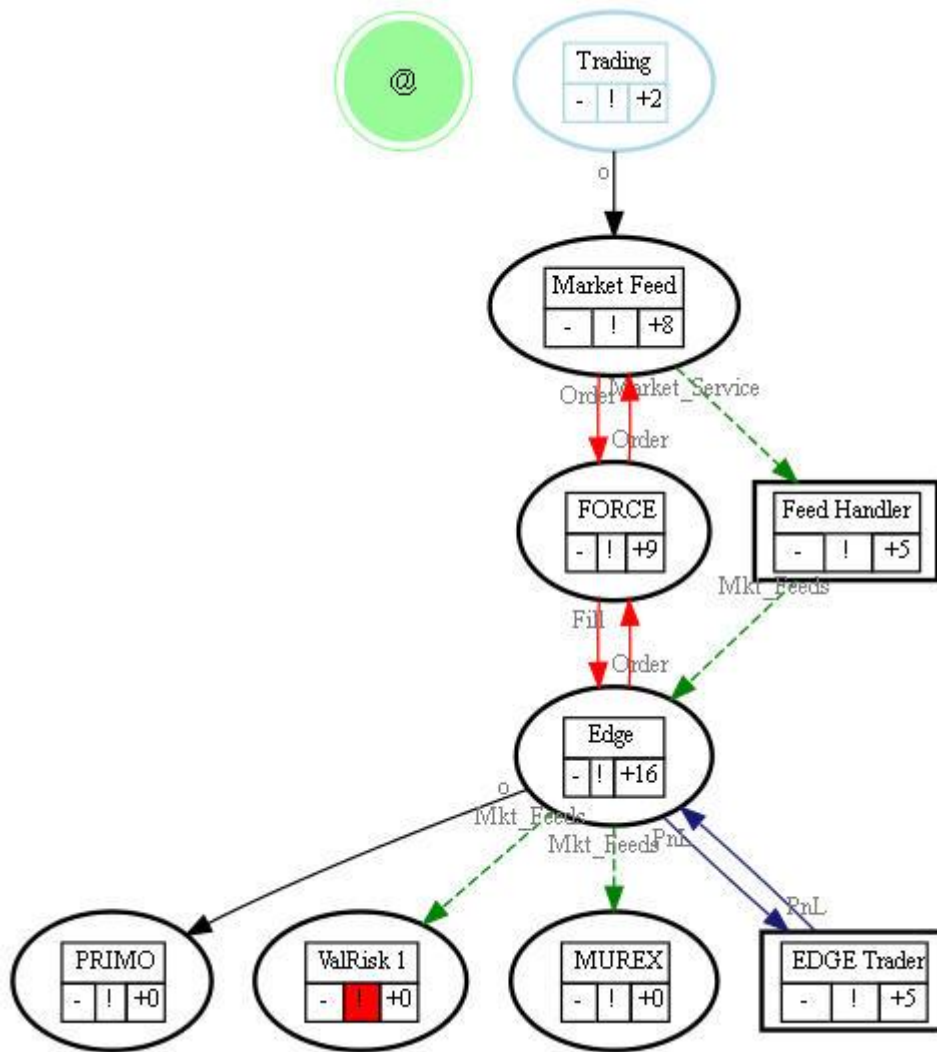 @
Trading
- ! +2
o
Market Feed
- ! +8
Order Market_Service
Order
FORCE
- ! +9
Feed Handler
- ! +5
Mkt_Feeds
Fill
Order
Edge
- ! +16
o
Mkt_Feeds
Mkt_Feeds
PnL
PnL
PRIMO
- ! +0
ValRisk 1
- ! +0
MUREX
- ! +0
EDGE Trader
- ! +5